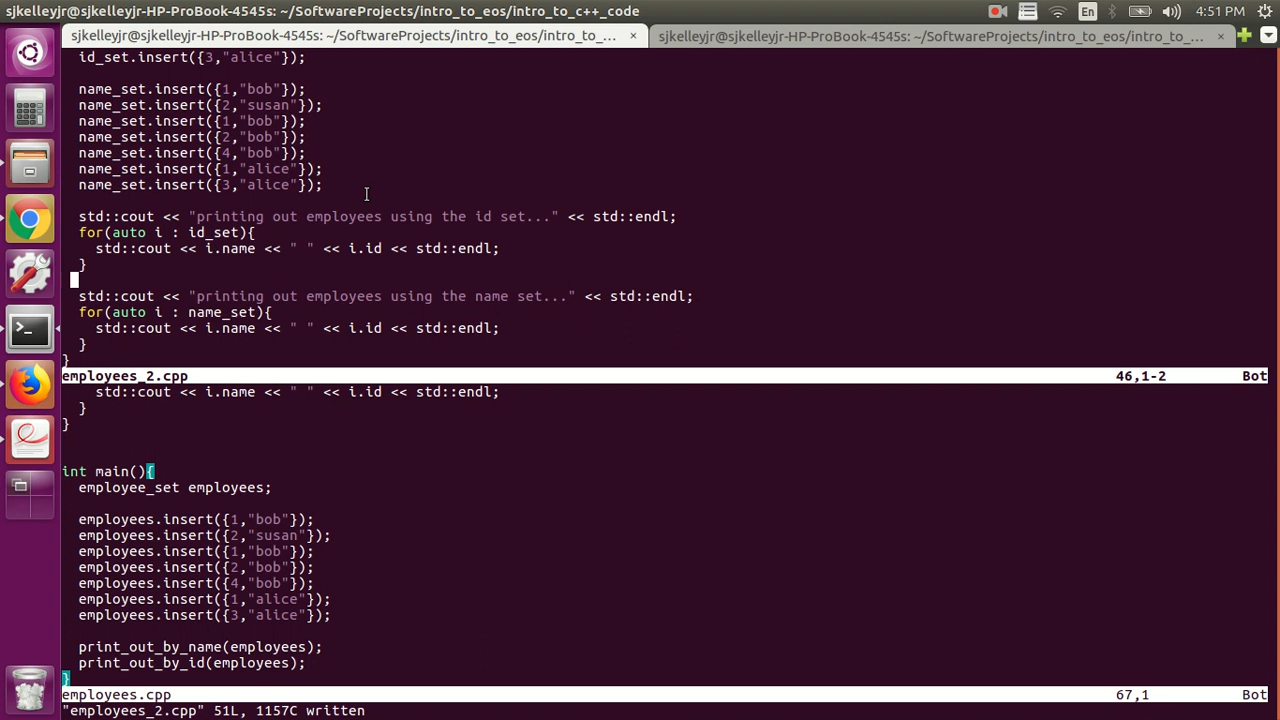 sjkelleyjr@sjkelleyjr-HP-ProBook-4545s: ~/SoftwareProjects/intro_to_eos/intro_to_c++_code
En
4:51 PM
sjkelleyjr@sjkelleyjr-HP-ProBook-4545s: ~/SoftwareProjects/intro_to_eos/intro_to_... ×
sjkelleyjr@sjkelleyjr-HP-ProBook-4545s: ~/SoftwareProjects/intro_to_eos/intro_to_... ×
  id_set.insert({3,"alice"});

  name_set.insert({1,"bob"});
  name_set.insert({2,"susan"});
  name_set.insert({1,"bob"});
  name_set.insert({2,"bob"});
  name_set.insert({4,"bob"});
  name_set.insert({1,"alice"});
  name_set.insert({3,"alice"});

  std::cout << "printing out employees using the id set..." << std::endl;
  for(auto i : id_set){
    std::cout << i.name << " " << i.id << std::endl;
  }

  std::cout << "printing out employees using the name set..." << std::endl;
  for(auto i : name_set){
    std::cout << i.name << " " << i.id << std::endl;
  }
}
employees_2.cpp 46,1-2 Bot
    std::cout << i.name << " " << i.id << std::endl;
  }
}

int main(){
  employee_set employees;

  employees.insert({1,"bob"});
  employees.insert({2,"susan"});
  employees.insert({1,"bob"});
  employees.insert({2,"bob"});
  employees.insert({4,"bob"});
  employees.insert({1,"alice"});
  employees.insert({3,"alice"});

  print_out_by_name(employees);
  print_out_by_id(employees);
}
employees.cpp 67,1 Bot
"employees_2.cpp" 51L, 1157C written